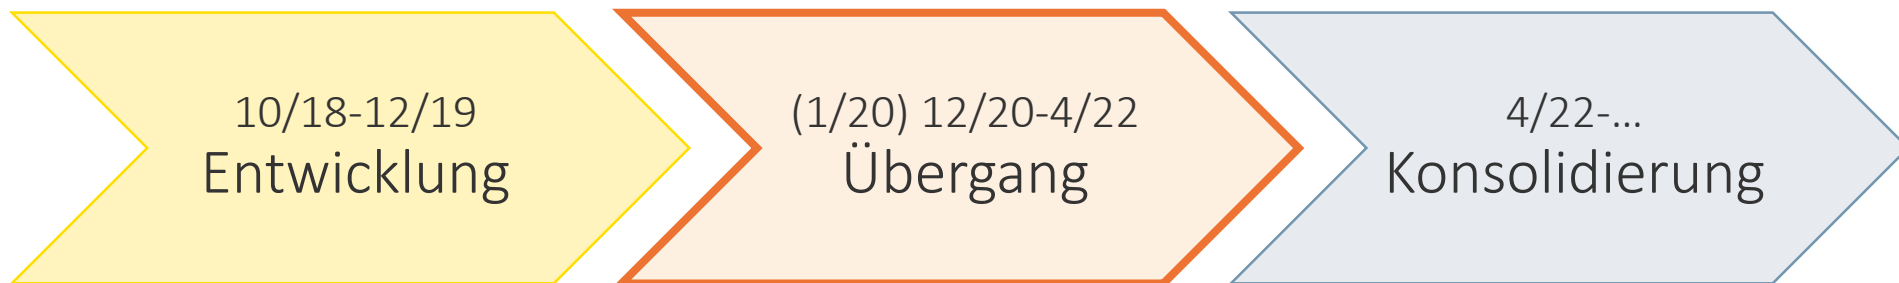 10/18-12/19
Entwicklung
(1/20) 12/20-4/22
Übergang
4/22-...
Konsolidierung